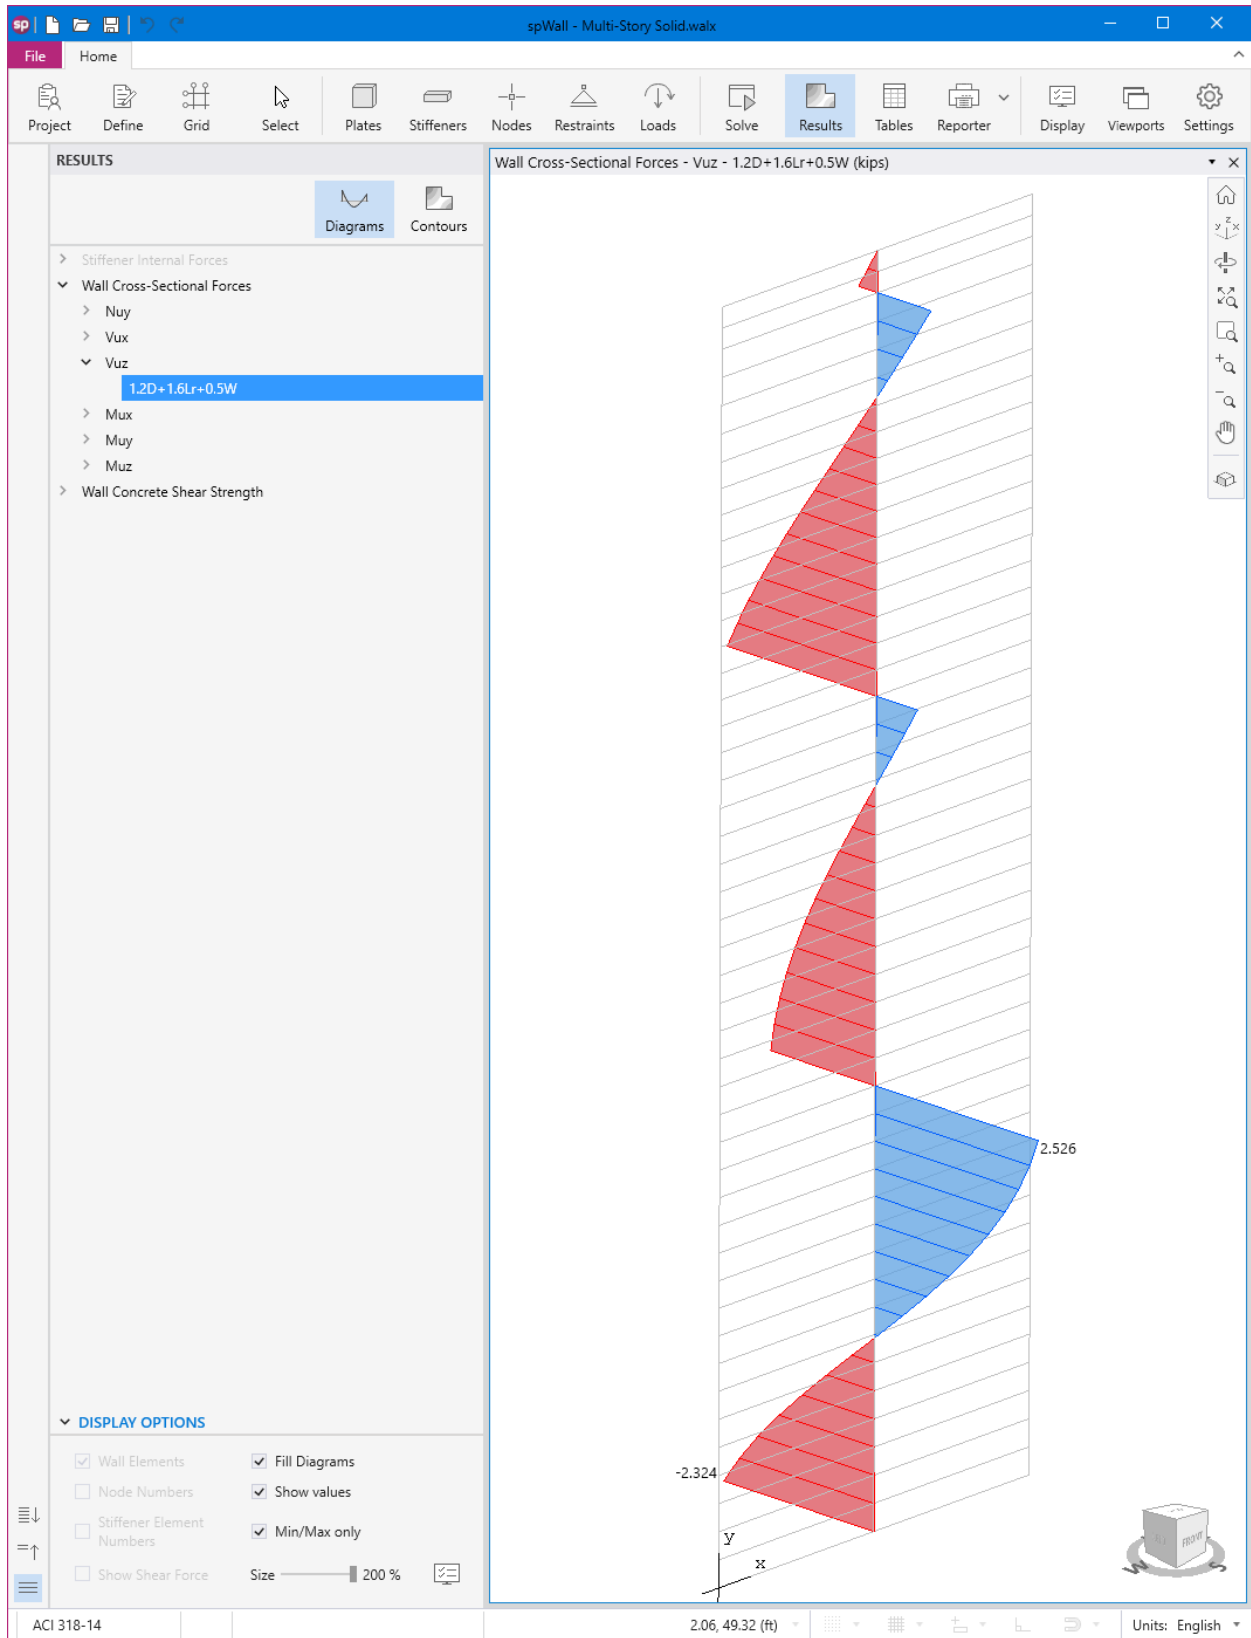 sp
spWall - Multi-Story Solid.walx
File Home
Project Define Grid Select Plates Stiffeners Nodes Restraints Loads Solve Results Tables Reporter Display Viewports Settings
RESULTS
Diagrams Contours
Stiffener Internal Forces
Wall Cross-Sectional Forces
Nuy
Vux
Vuz
1.2D+1.6Lr+0.5W
Mux
Muy
Muz
Wall Concrete Shear Strength
Wall Cross-Sectional Forces - Vuz - 1.2D+1.6Lr+0.5W (kips)
y z x
2.526
-2.324
y
x
FRONT
W S
DISPLAY OPTIONS
Wall Elements Fill Diagrams
Node Numbers Show values
Stiffener Element Numbers Min/Max only
Show Shear Force Size 200 %
ACI 318-14 2.06, 49.32 (ft) Units: English